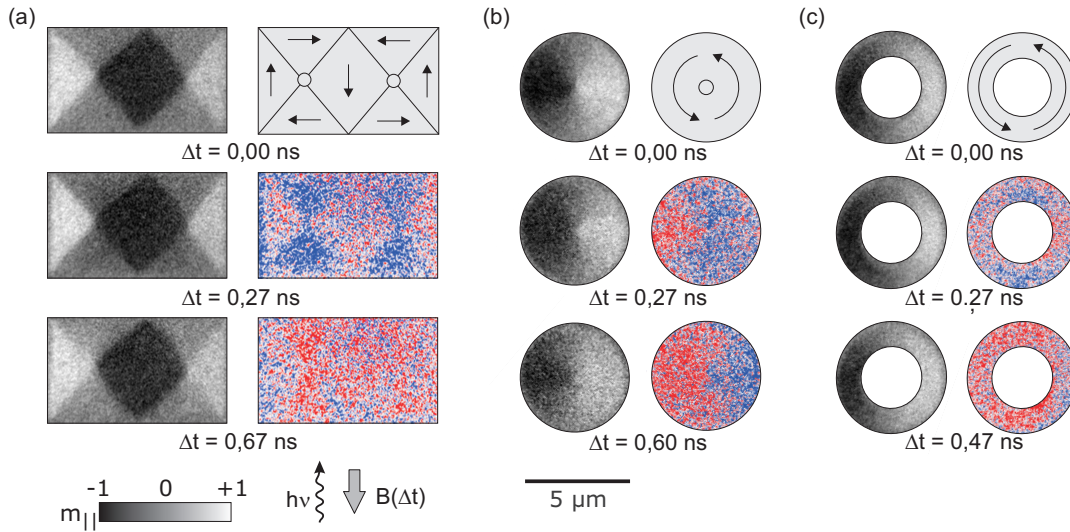 (a)
(b)
(c)
Δt = 0,00 ns
Δt = 0,00 ns
Δt = 0,00 ns
Δt = 0,27 ns
Δt = 0,27 ns
Δt = 0.27 ns
,
Δt = 0,67 ns
Δt = 0,60 ns
Δt = 0,47 ns
-1 0 +1
m||
hν
B(Δt)
5 µm